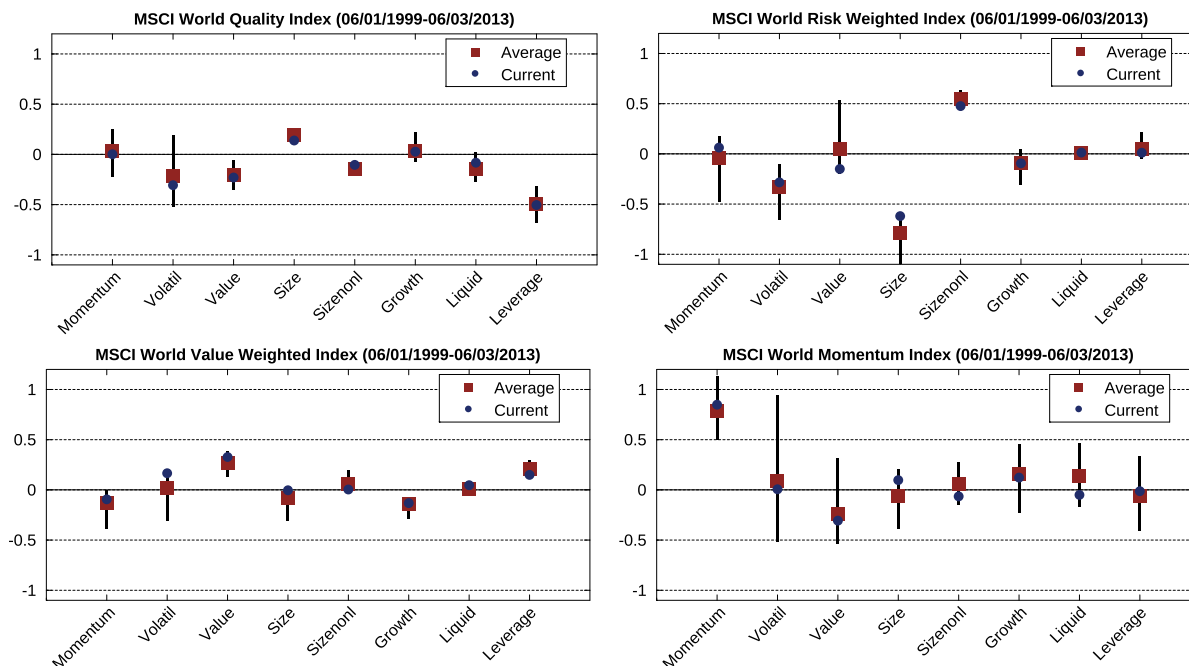 MSCI World Quality Index (06/01/1999-06/03/2013)
1
0.5
0
-0.5
-1
Average
Current
Momentum
Volatil
Value
Size
Sizenonl
Growth
Liquid
Leverage
MSCI World Risk Weighted Index (06/01/1999-06/03/2013)
1
0.5
0
-0.5
-1
Average
Current
Momentum
Volatil
Value
Size
Sizenonl
Growth
Liquid
Leverage
MSCI World Value Weighted Index (06/01/1999-06/03/2013)
1
0.5
0
-0.5
-1
Average
Current
Momentum
Volatil
Value
Size
Sizenonl
Growth
Liquid
Leverage
MSCI World Momentum Index (06/01/1999-06/03/2013)
1
0.5
0
-0.5
-1
Average
Current
Momentum
Volatil
Value
Size
Sizenonl
Growth
Liquid
Leverage